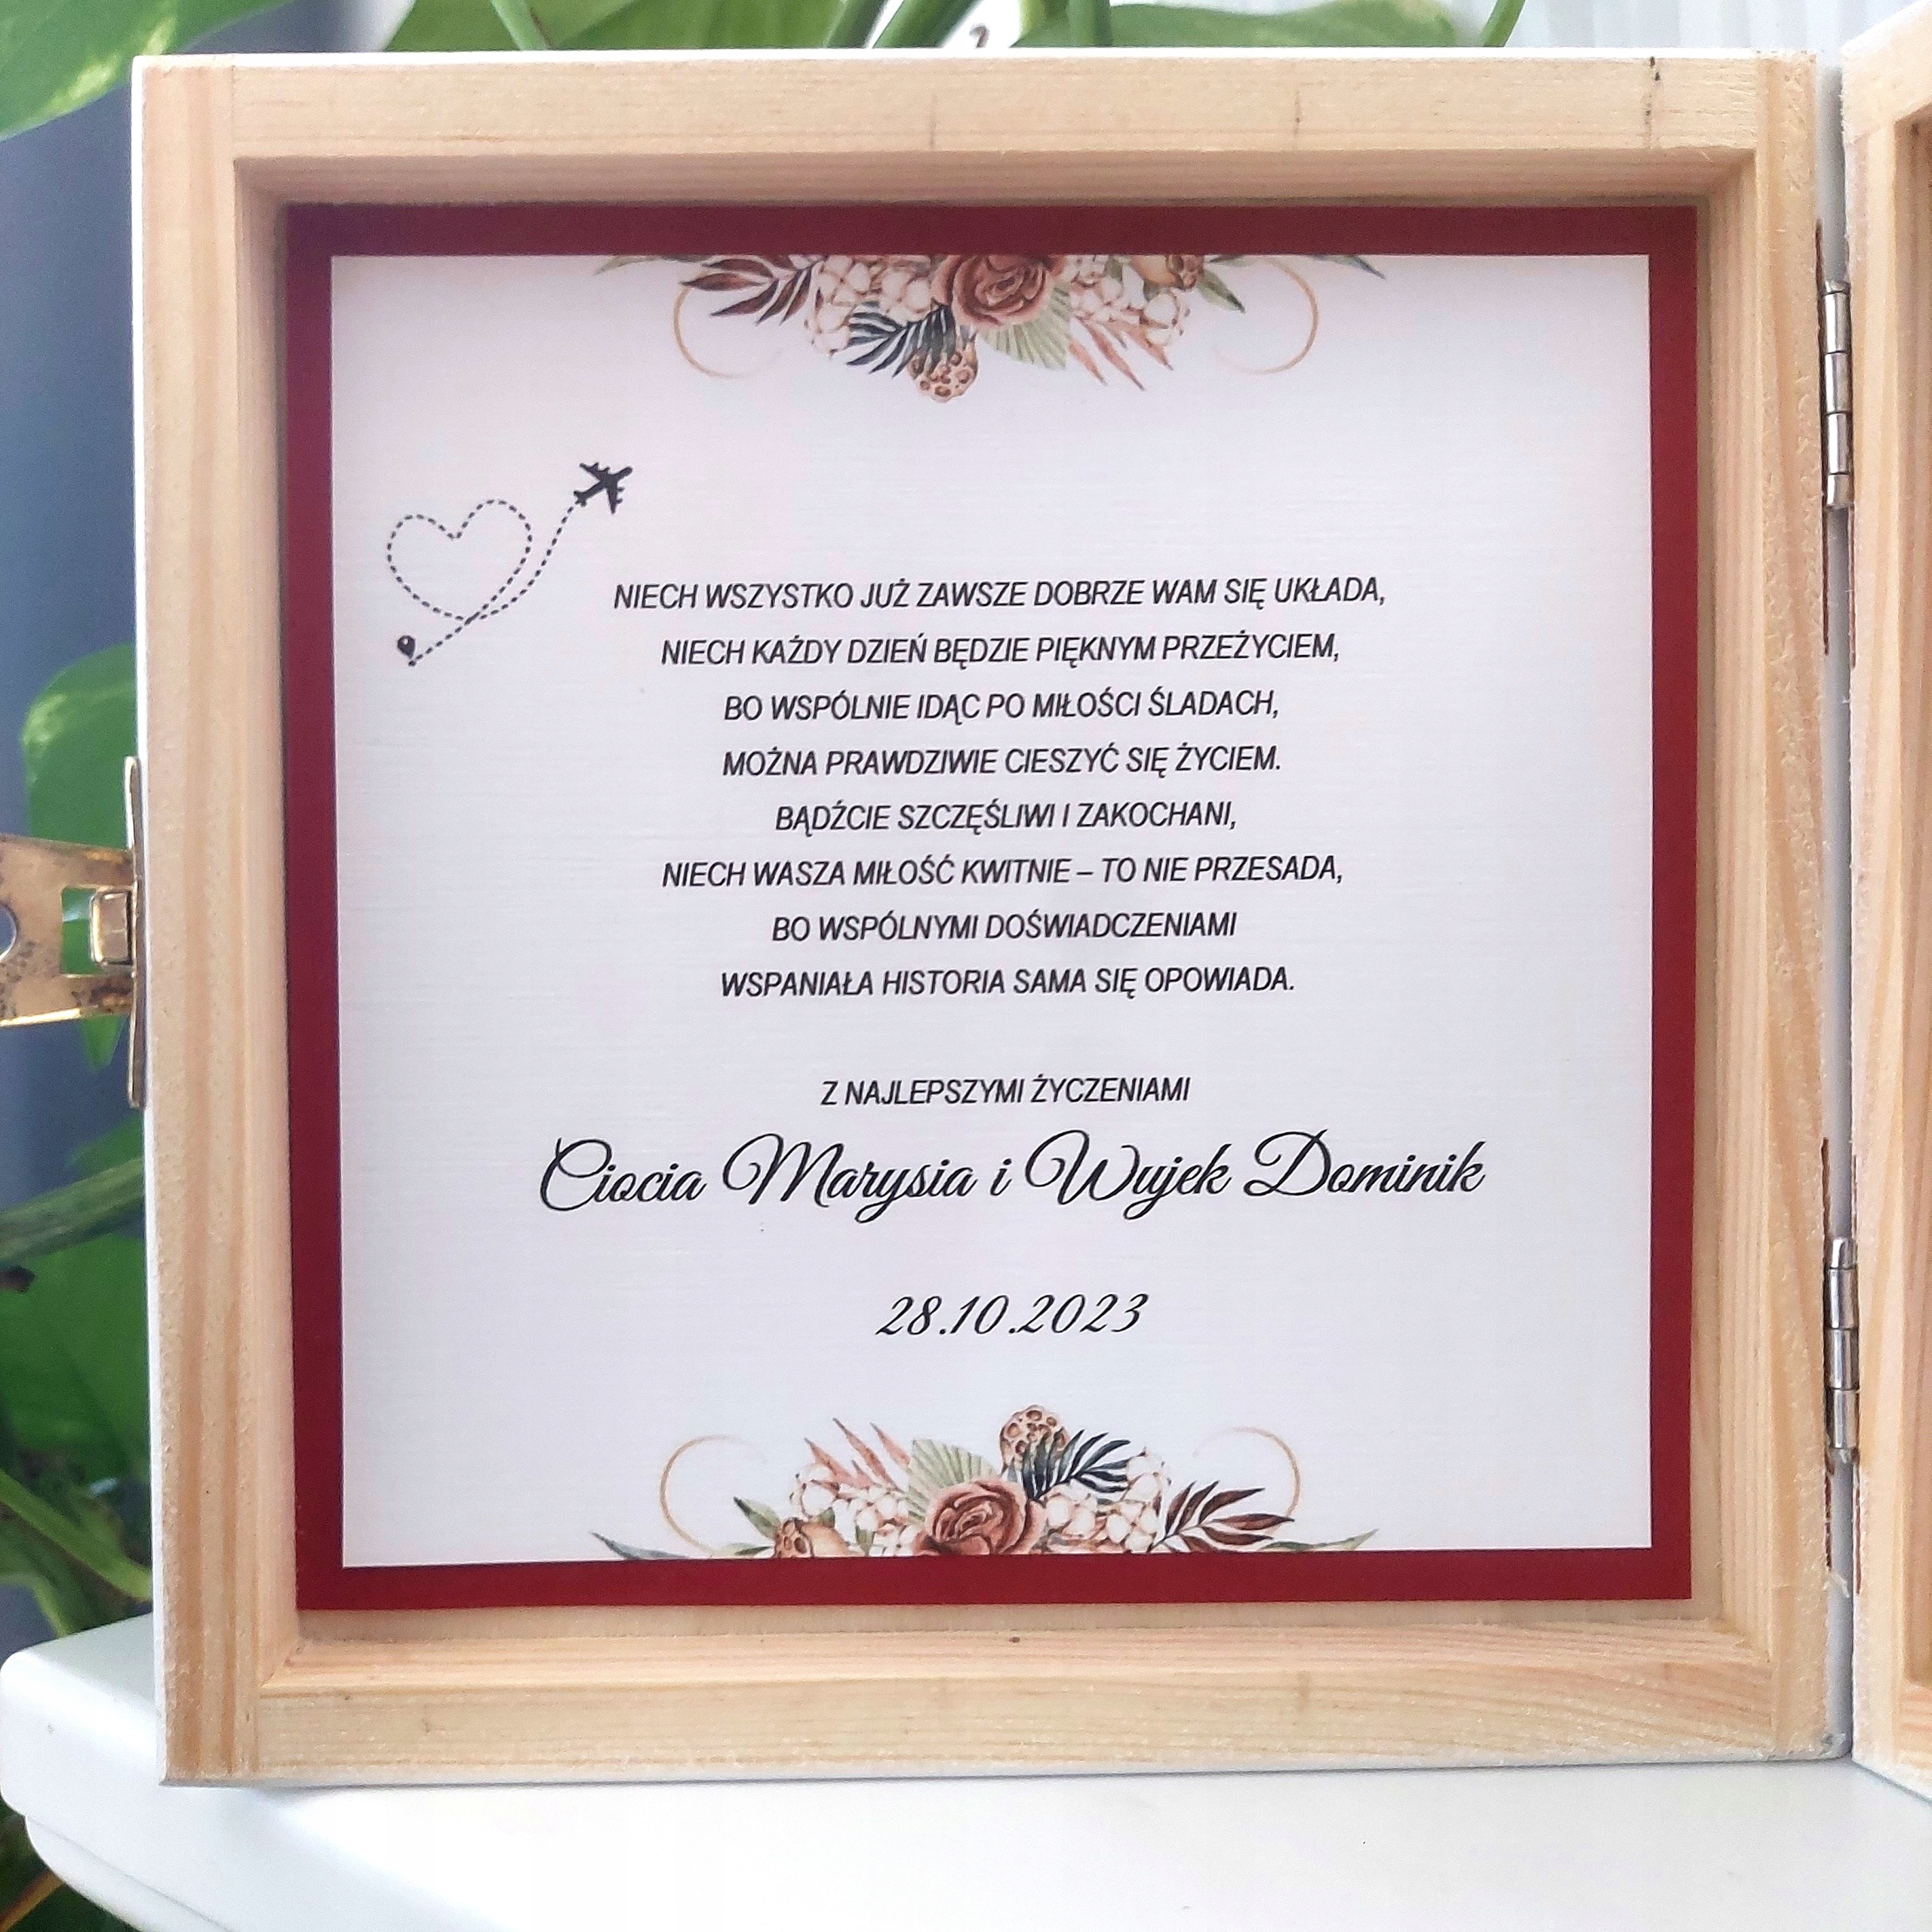 NIECH WSZYSTKO JUŻ ZAWSZE DOBRZE WAM SIĘ UKŁADA,
NIECH KAŻDY DZIEŃ BĘDZIE PIĘKNYM PRZEŻYCIEM,
BO WSPÓLNIE IDĄC PO MIŁOŚCI ŚLADACH,
MOŻNA PRAWDZIWIE CIESZYĆ SIĘ ŻYCIEM.
BĄDŹCIE SZCZĘŚLIWI I ZAKOCHANI,
NIECH WASZA MIŁOŚĆ KWITNIE – TO NIE PRZESADA,
BO WSPÓLNYMI DOŚWIADCZENIAMI
WSPANIAŁA HISTORIA SAMA SIĘ OPOWIADA.
Z NAJLEPSZYMI ŻYCZENIAMI
Ciocia Marysia i Wujek Dominik
28.10.2023